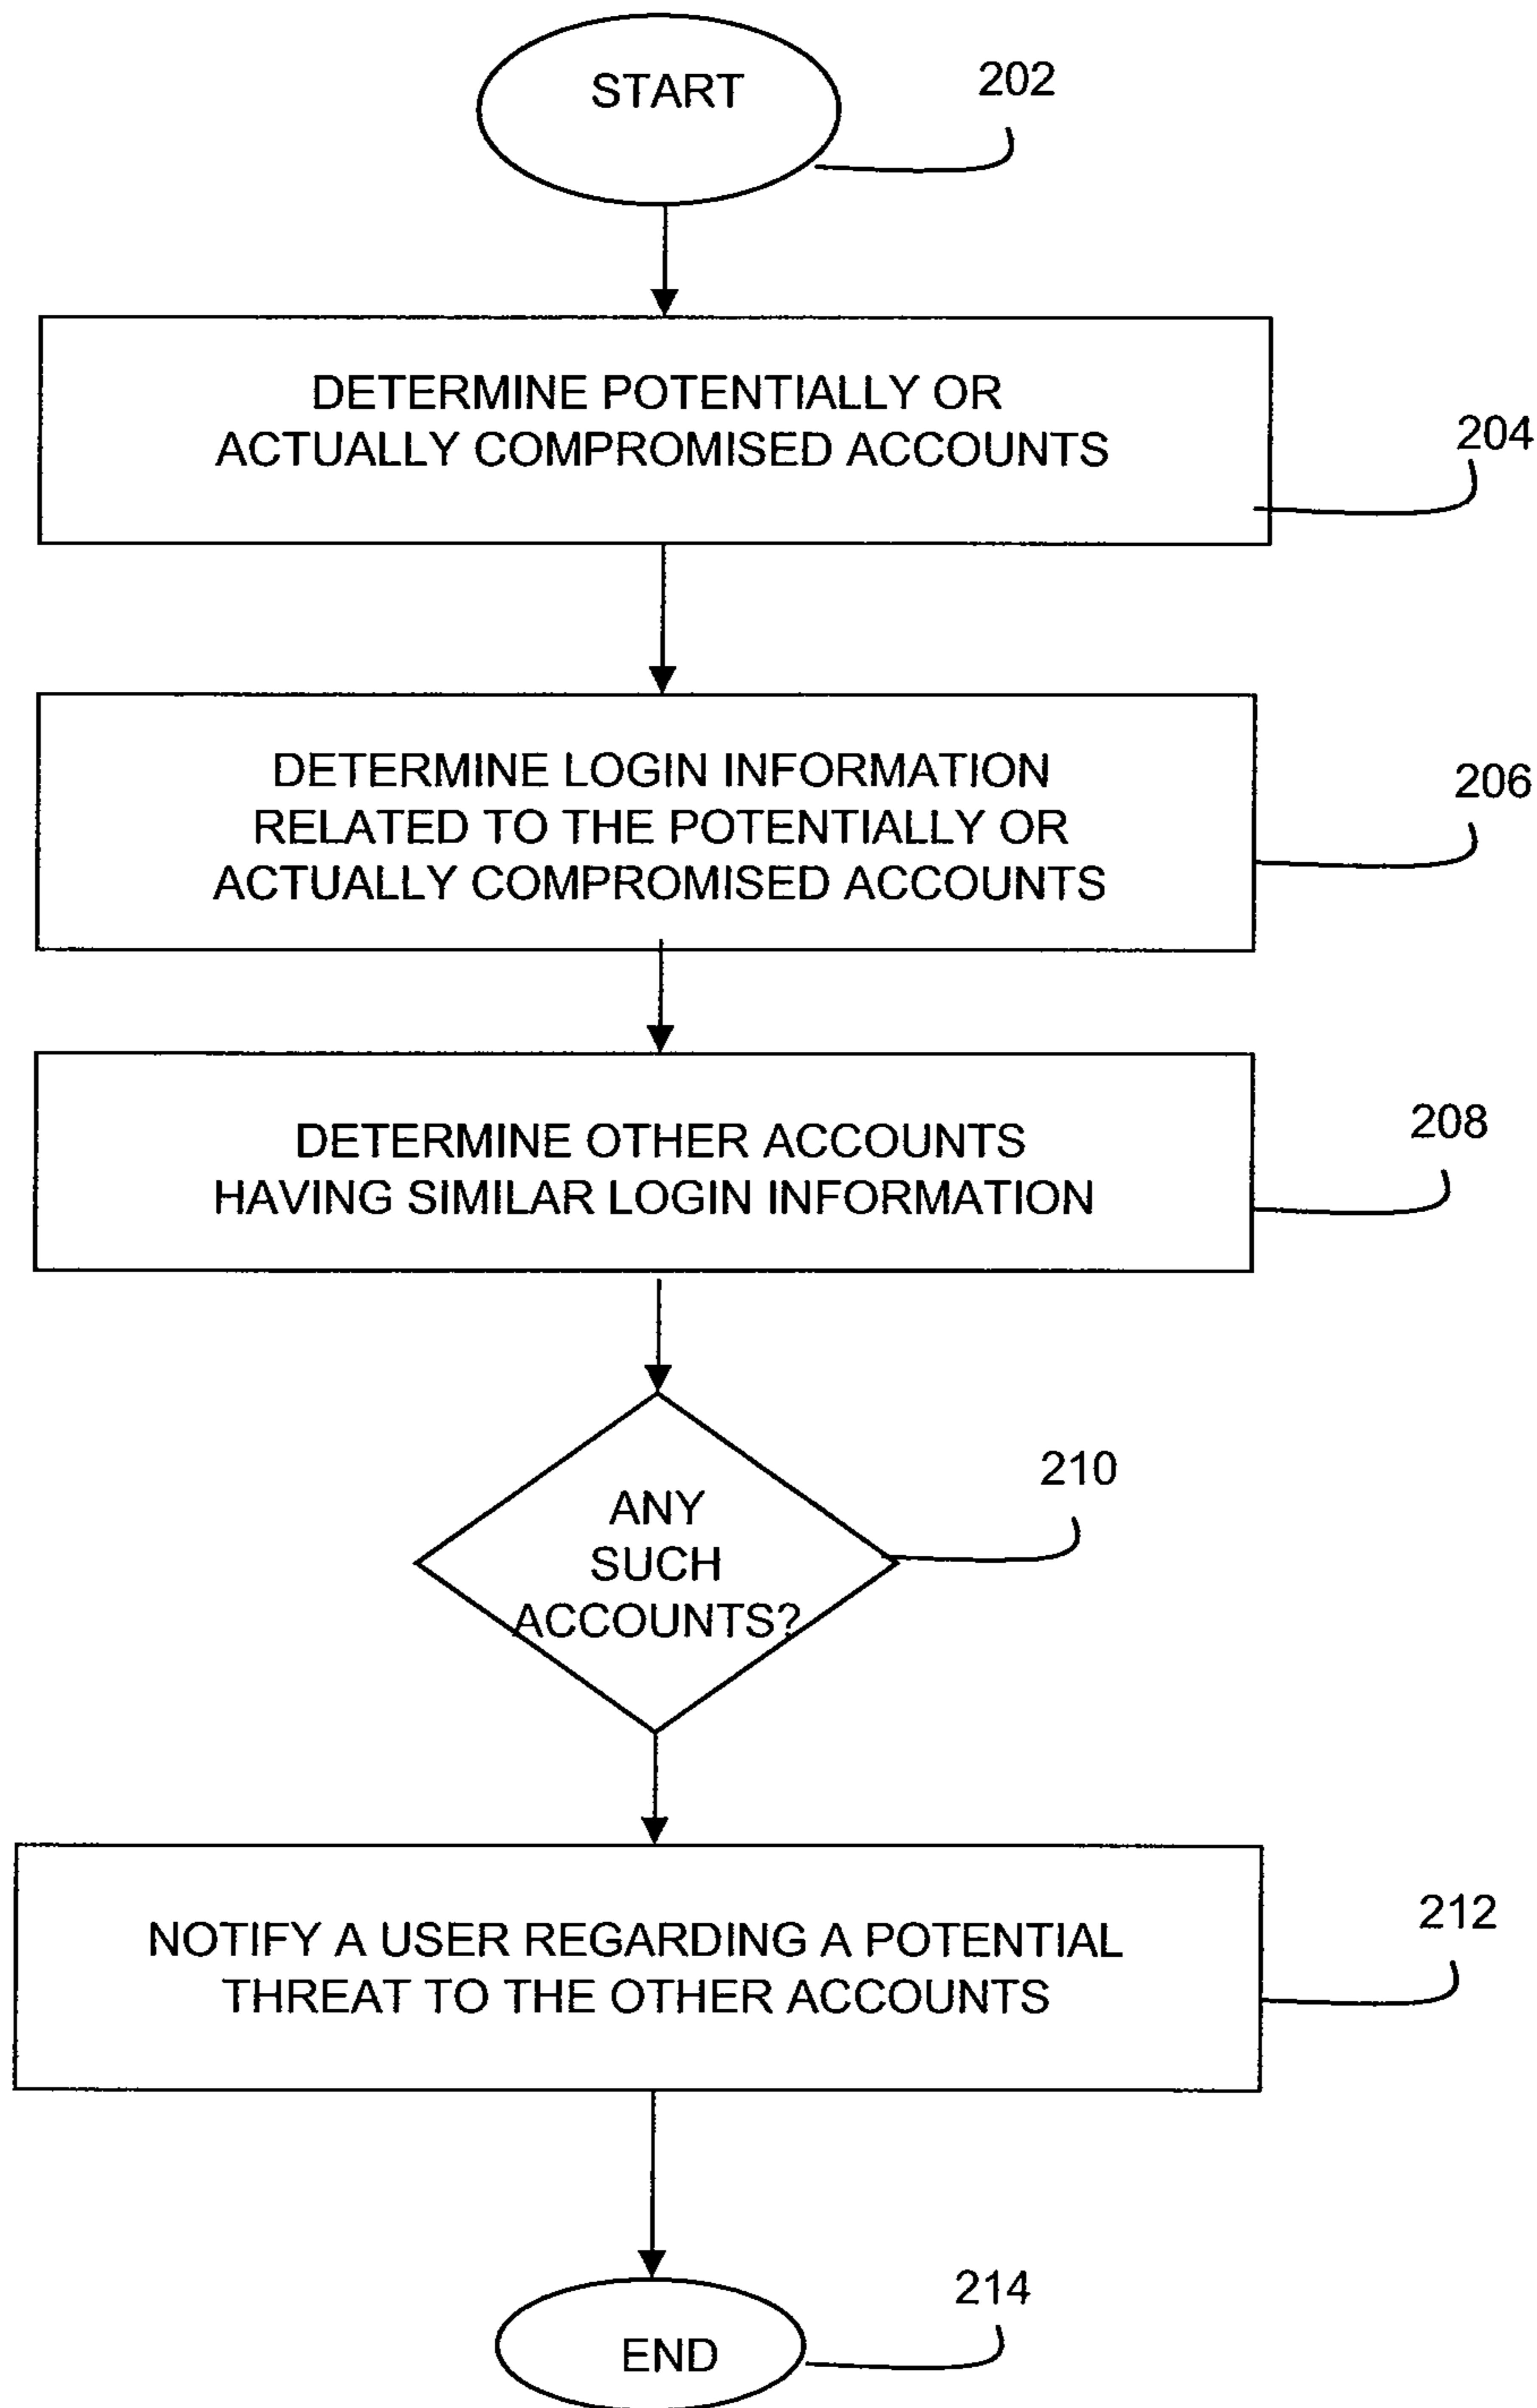 START
202
DETERMINE POTENTIALLY OR
ACTUALLY COMPROMISED ACCOUNTS
204
DETERMINE LOGIN INFORMATION
RELATED TO THE POTENTIALLY OR
ACTUALLY COMPROMISED ACCOUNTS
206
DETERMINE OTHER ACCOUNTS
HAVING SIMILAR LOGIN INFORMATION
208
ANY
SUCH
ACCOUNTS?
210
NOTIFY A USER REGARDING A POTENTIAL
THREAT TO THE OTHER ACCOUNTS
212
END
214